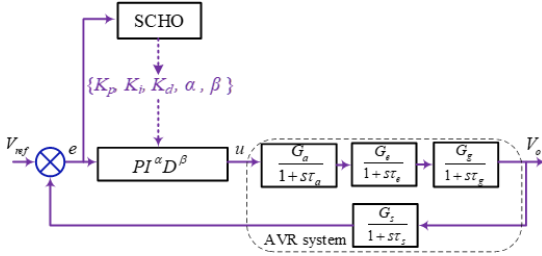 SCHO
{K_p, K_i, K_d, α, β}
V_ref
e
PI^α D^β
u
G_a
1+sτ_a
G_e
1+sτ_e
G_g
1+sτ_g
V_o
G_s
1+sτ_s
AVR system